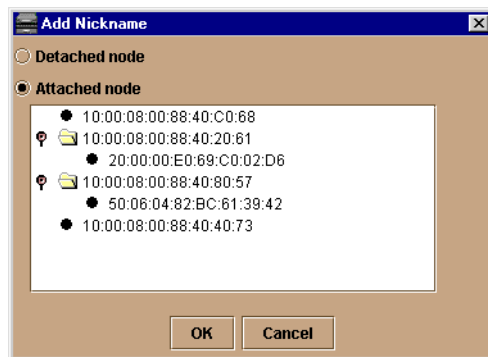 Add Nickname
Detached node
Attached node
10:00:08:00:88:40:C0:68
10:00:08:00:88:40:20:61
20:00:00:E0:69:C0:02:D6
10:00:08:00:88:40:80:57
50:06:04:82:BC:61:39:42
10:00:08:00:88:40:40:73
OK Cancel